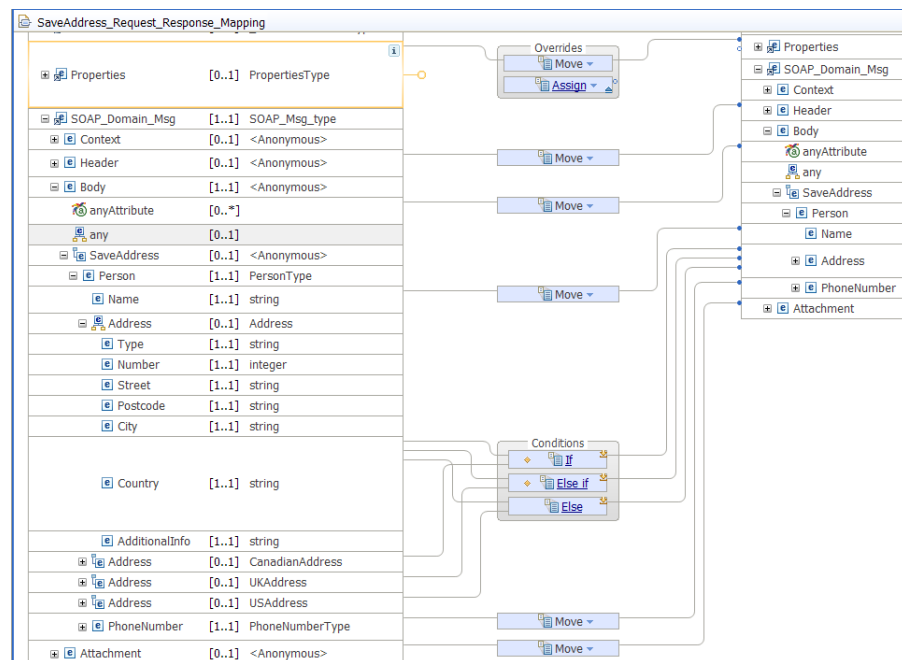 SaveAddress_Request_Response_Mapping
Properties [0..1] PropertiesType
SOAP_Domain_Msg [1..1] SOAP_Msg_type
Context [0..1] <Anonymous>
Header [0..1] <Anonymous>
Body [1..1] <Anonymous>
anyAttribute [0..*]
any [0..1]
SaveAddress [0..1] <Anonymous>
Person [1..1] PersonType
Name [1..1] string
Address [0..1] Address
Type [1..1] string
Number [1..1] integer
Street [1..1] string
Postcode [1..1] string
City [1..1] string
Country [1..1] string
AdditionalInfo [1..1] string
Address [0..1] CanadianAddress
Address [0..1] UKAddress
Address [0..1] USAddress
PhoneNumber [1..1] PhoneNumberType
Attachment [0..1] <Anonymous>
Overrides
Move
Assign
Move
Move
Move
Conditions
If
Else if
Else
Move
Move
Properties
SOAP_Domain_Msg
Context
Header
Body
anyAttribute
any
SaveAddress
Person
Name
Address
PhoneNumber
Attachment